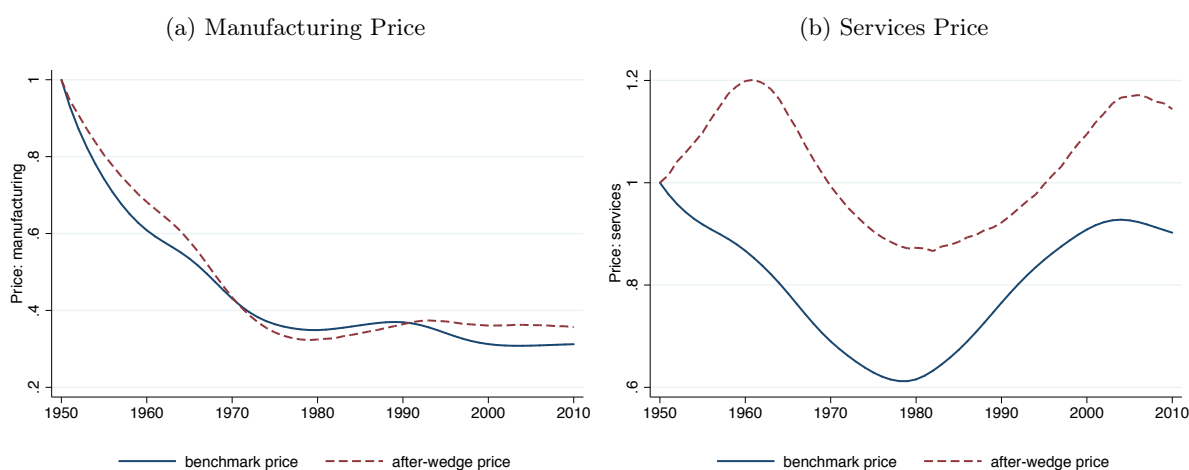 (a) Manufacturing Price
Price: manufacturing
1
.8
.6
.4
.2
1950 1960 1970 1980 1990 2000 2010
benchmark price after-wedge price
(b) Services Price
Price: services
1.2
1
.8
.6
1950 1960 1970 1980 1990 2000 2010
benchmark price after-wedge price